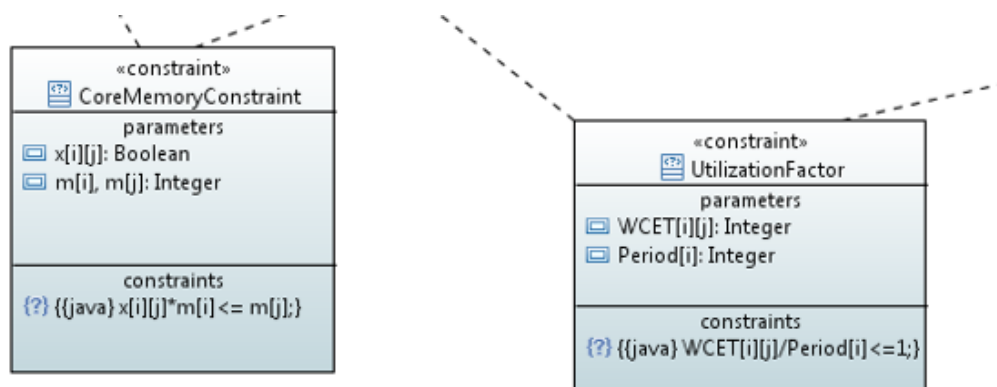 «constraint»
CoreMemoryConstraint
parameters
x[i][j]: Boolean
m[i], m[j]: Integer
constraints
{?} {{java} x[i][j]*m[i] <= m[j];}
«constraint»
UtilizationFactor
parameters
WCET[i][j]: Integer
Period[i]: Integer
constraints
{?} {{java} WCET[i][j]/Period[i]<=1;}